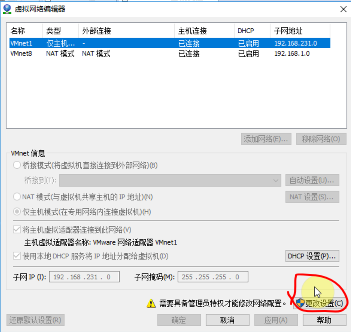 虚拟网络编辑器
名称 类型 外部连接 主机连接 DHCP 子网地址
VMnet1 仅主机... - 已连接 已启用 192.168.231.0
VMnet8 NAT 模式 NAT 模式 已连接 已启用 192.168.1.0
添加网络(E)... 移除网络(O)
VMnet 信息
桥接模式(将虚拟机直接连接到外部网络)(B)
桥接到(T): 自动设置(U)...
NAT 模式(与虚拟机共享主机的 IP 地址)(N) NAT 设置(S)...
仅主机模式(在专用网络内连接虚拟机)(H)
将主机虚拟适配器连接到此网络(V)
主机虚拟适配器名称: VMware 网络适配器 VMnet1
使用本地 DHCP 服务将 IP 地址分配给虚拟机(D) DHCP 设置(P)...
子网 IP (I): 192 .168 .231 . 0 子网掩码(M): 255 .255 .255 . 0
需要具备管理员特权才能修改网络配置。 更改设置(C)
还原默认设置(R) 确定 取消 应用(A) 帮助